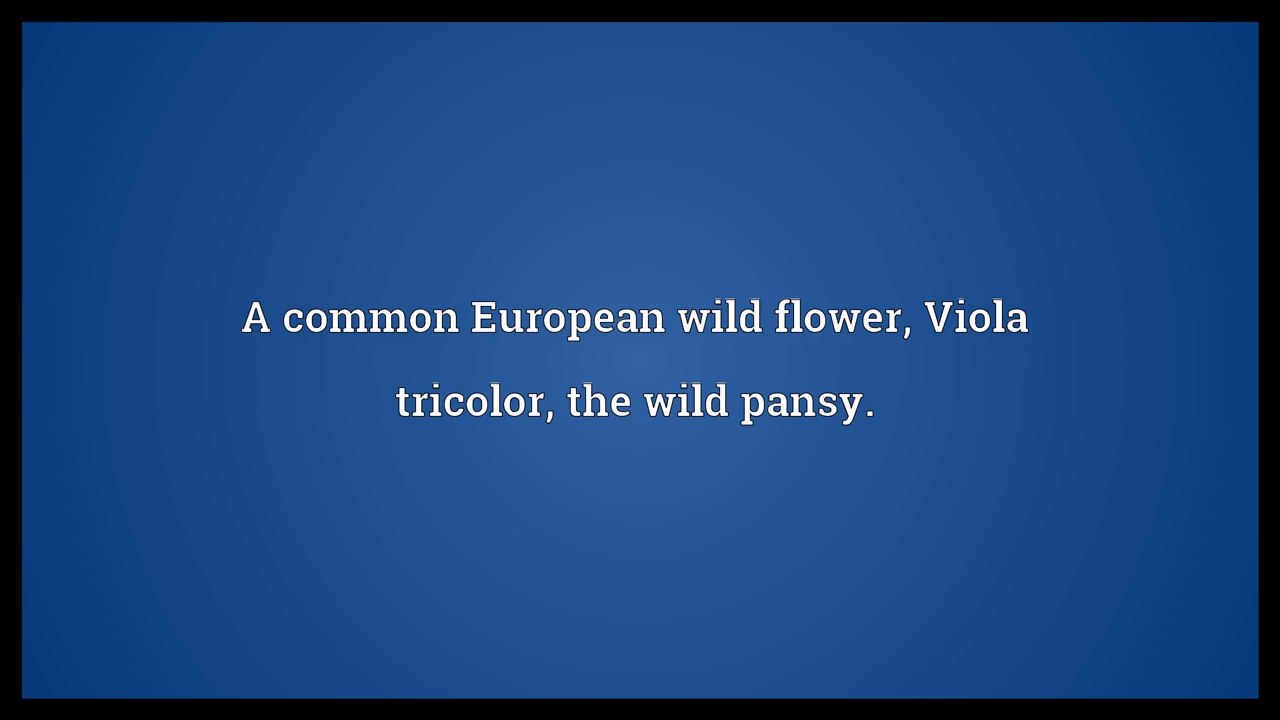 A common European wild flower, Viola
tricolor, the wild pansy.